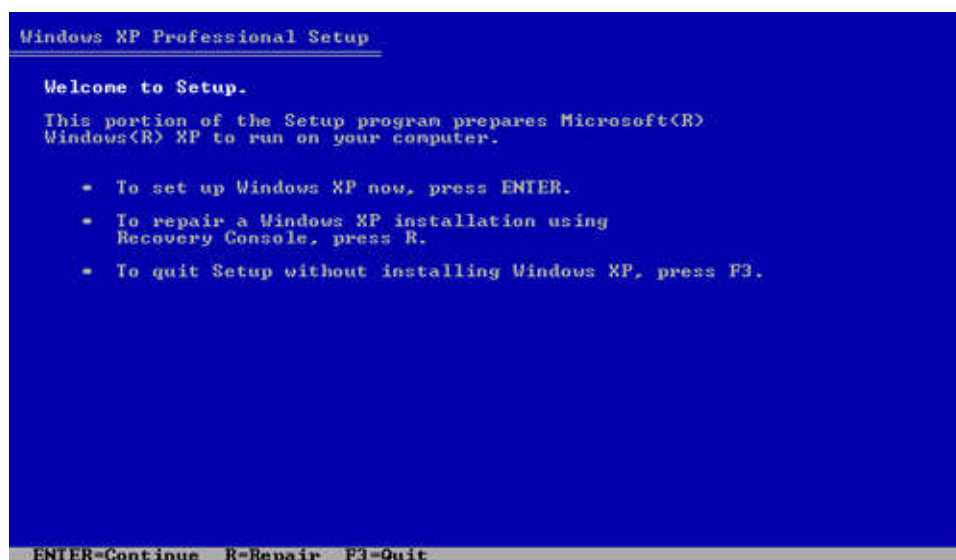 Windows XP Professional Setup
Welcome to Setup.
This portion of the Setup program prepares Microsoft(R)
Windows(R) XP to run on your computer.
• To set up Windows XP now, press ENTER.
• To repair a Windows XP installation using
Recovery Console, press R.
• To quit Setup without installing Windows XP, press F3.
ENTER=Continue R=Repair F3=Quit